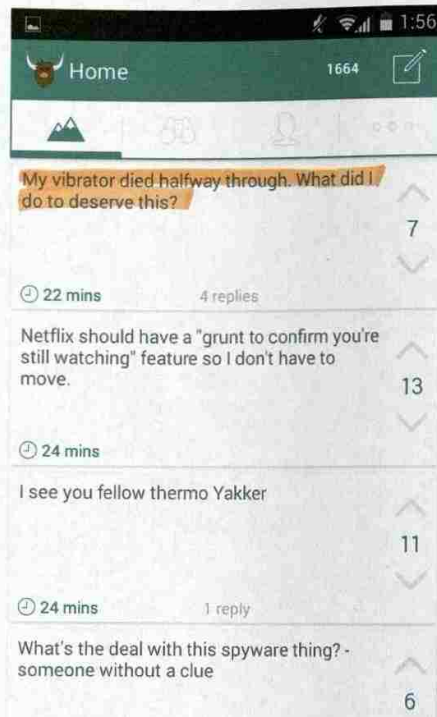 1:56
Home
1664
My vibrator died halfway through. What did I
do to deserve this?
7
22 mins
4 replies
Netflix should have a "grunt to confirm you're
still watching" feature so I don't have to
move.
13
24 mins
I see you fellow thermo Yakker
11
24 mins
1 reply
What's the deal with this spyware thing? -
someone without a clue
6